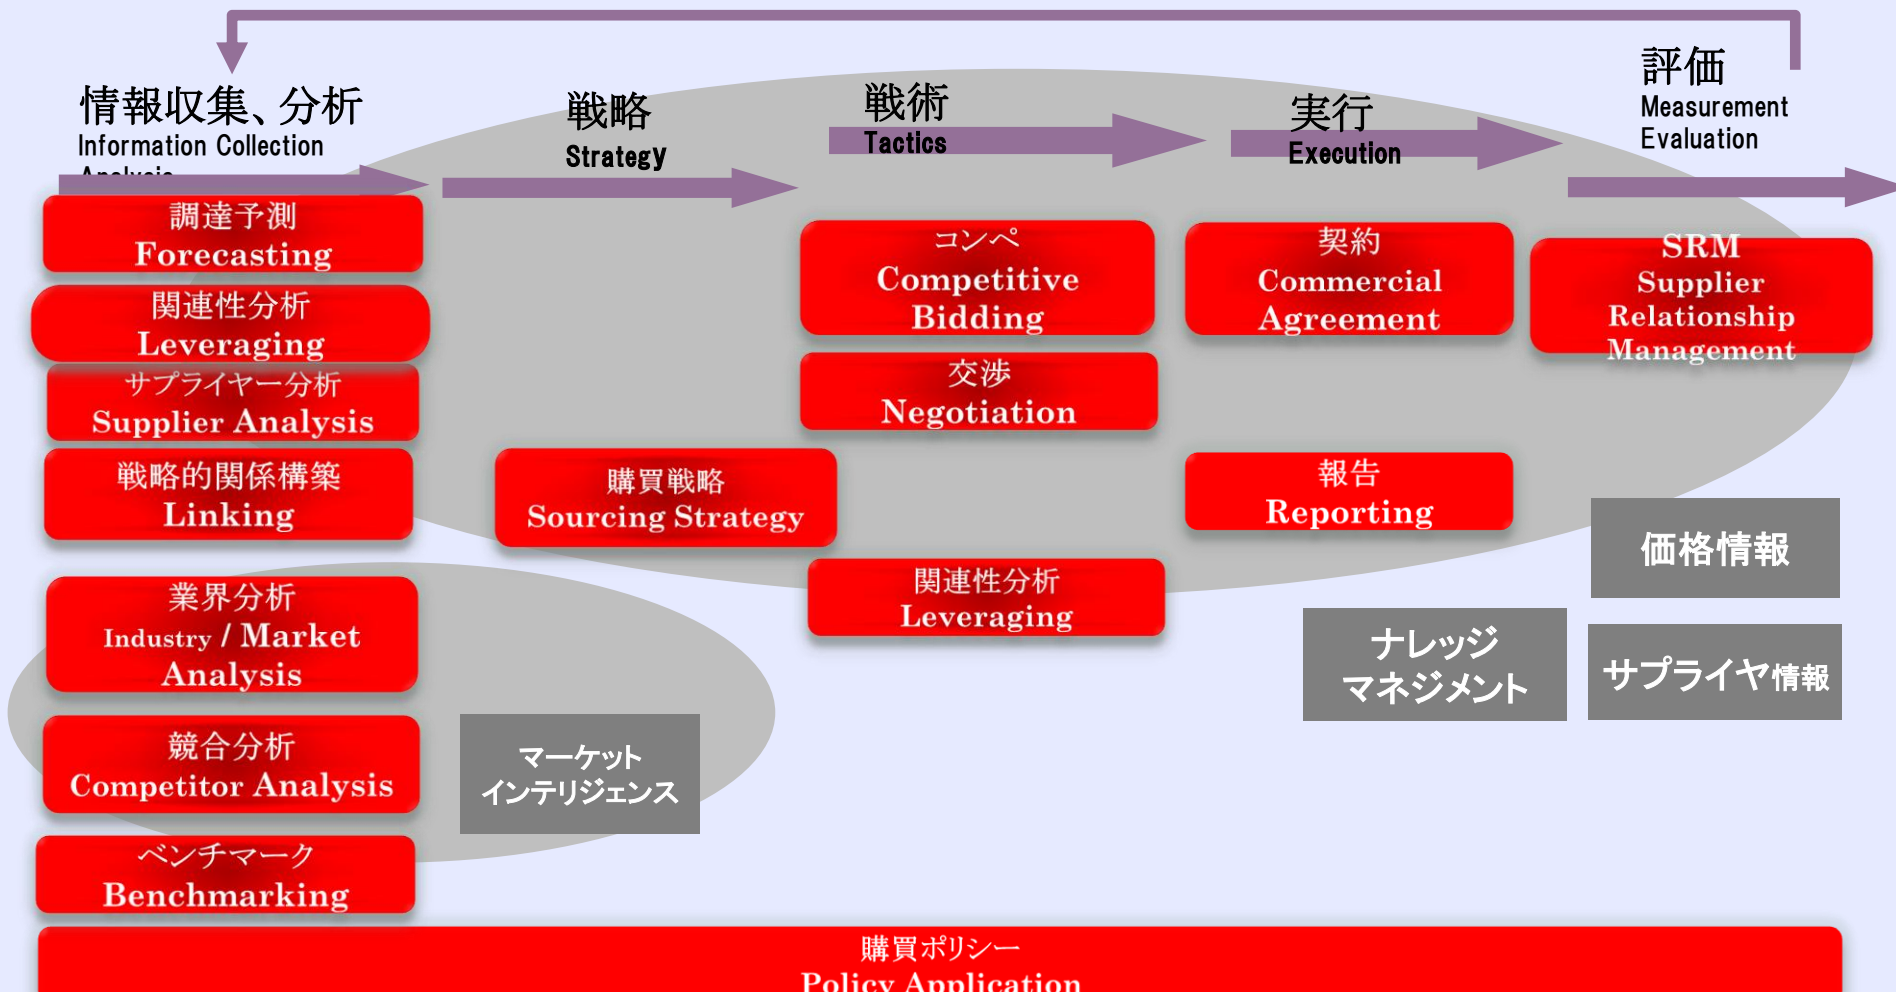 情報収集、分析
Information Collection
Analysis
戦略
Strategy
戦術
Tactics
実行
Execution
評価
Measurement
Evaluation
調達予測
Forecasting
関連性分析
Leveraging
サプライヤー分析
Supplier Analysis
戦略的関係構築
Linking
業界分析
Industry / Market
Analysis
競合分析
Competitor Analysis
ベンチマーク
Benchmarking
マーケット
インテリジェンス
購買戦略
Sourcing Strategy
コンペ
Competitive
Bidding
交渉
Negotiation
関連性分析
Leveraging
契約
Commercial
Agreement
報告
Reporting
SRM
Supplier
Relationship
Management
価格情報
ナレッジ
マネジメント
サプライヤ情報
購買ポリシー
Policy Application